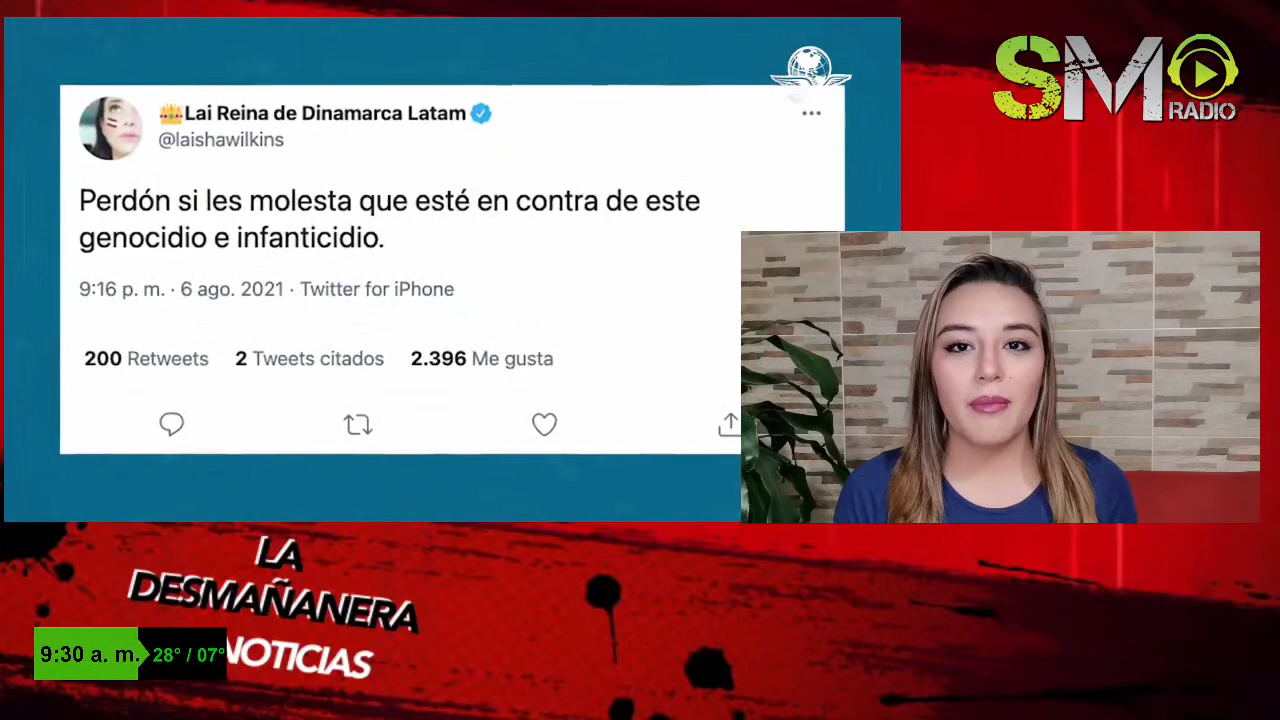 👑Lai Reina de Dinamarca Latam
@laishawilkins
Perdón si les molesta que esté en contra de este
genocidio e infanticidio.
9:16 p. m. · 6 ago. 2021 · Twitter for iPhone
200 Retweets 2 Tweets citados 2.396 Me gusta
SM
RADIO
LA
DESMAÑANERA
NOTICIAS
9:30 a. m. 28° / 07°